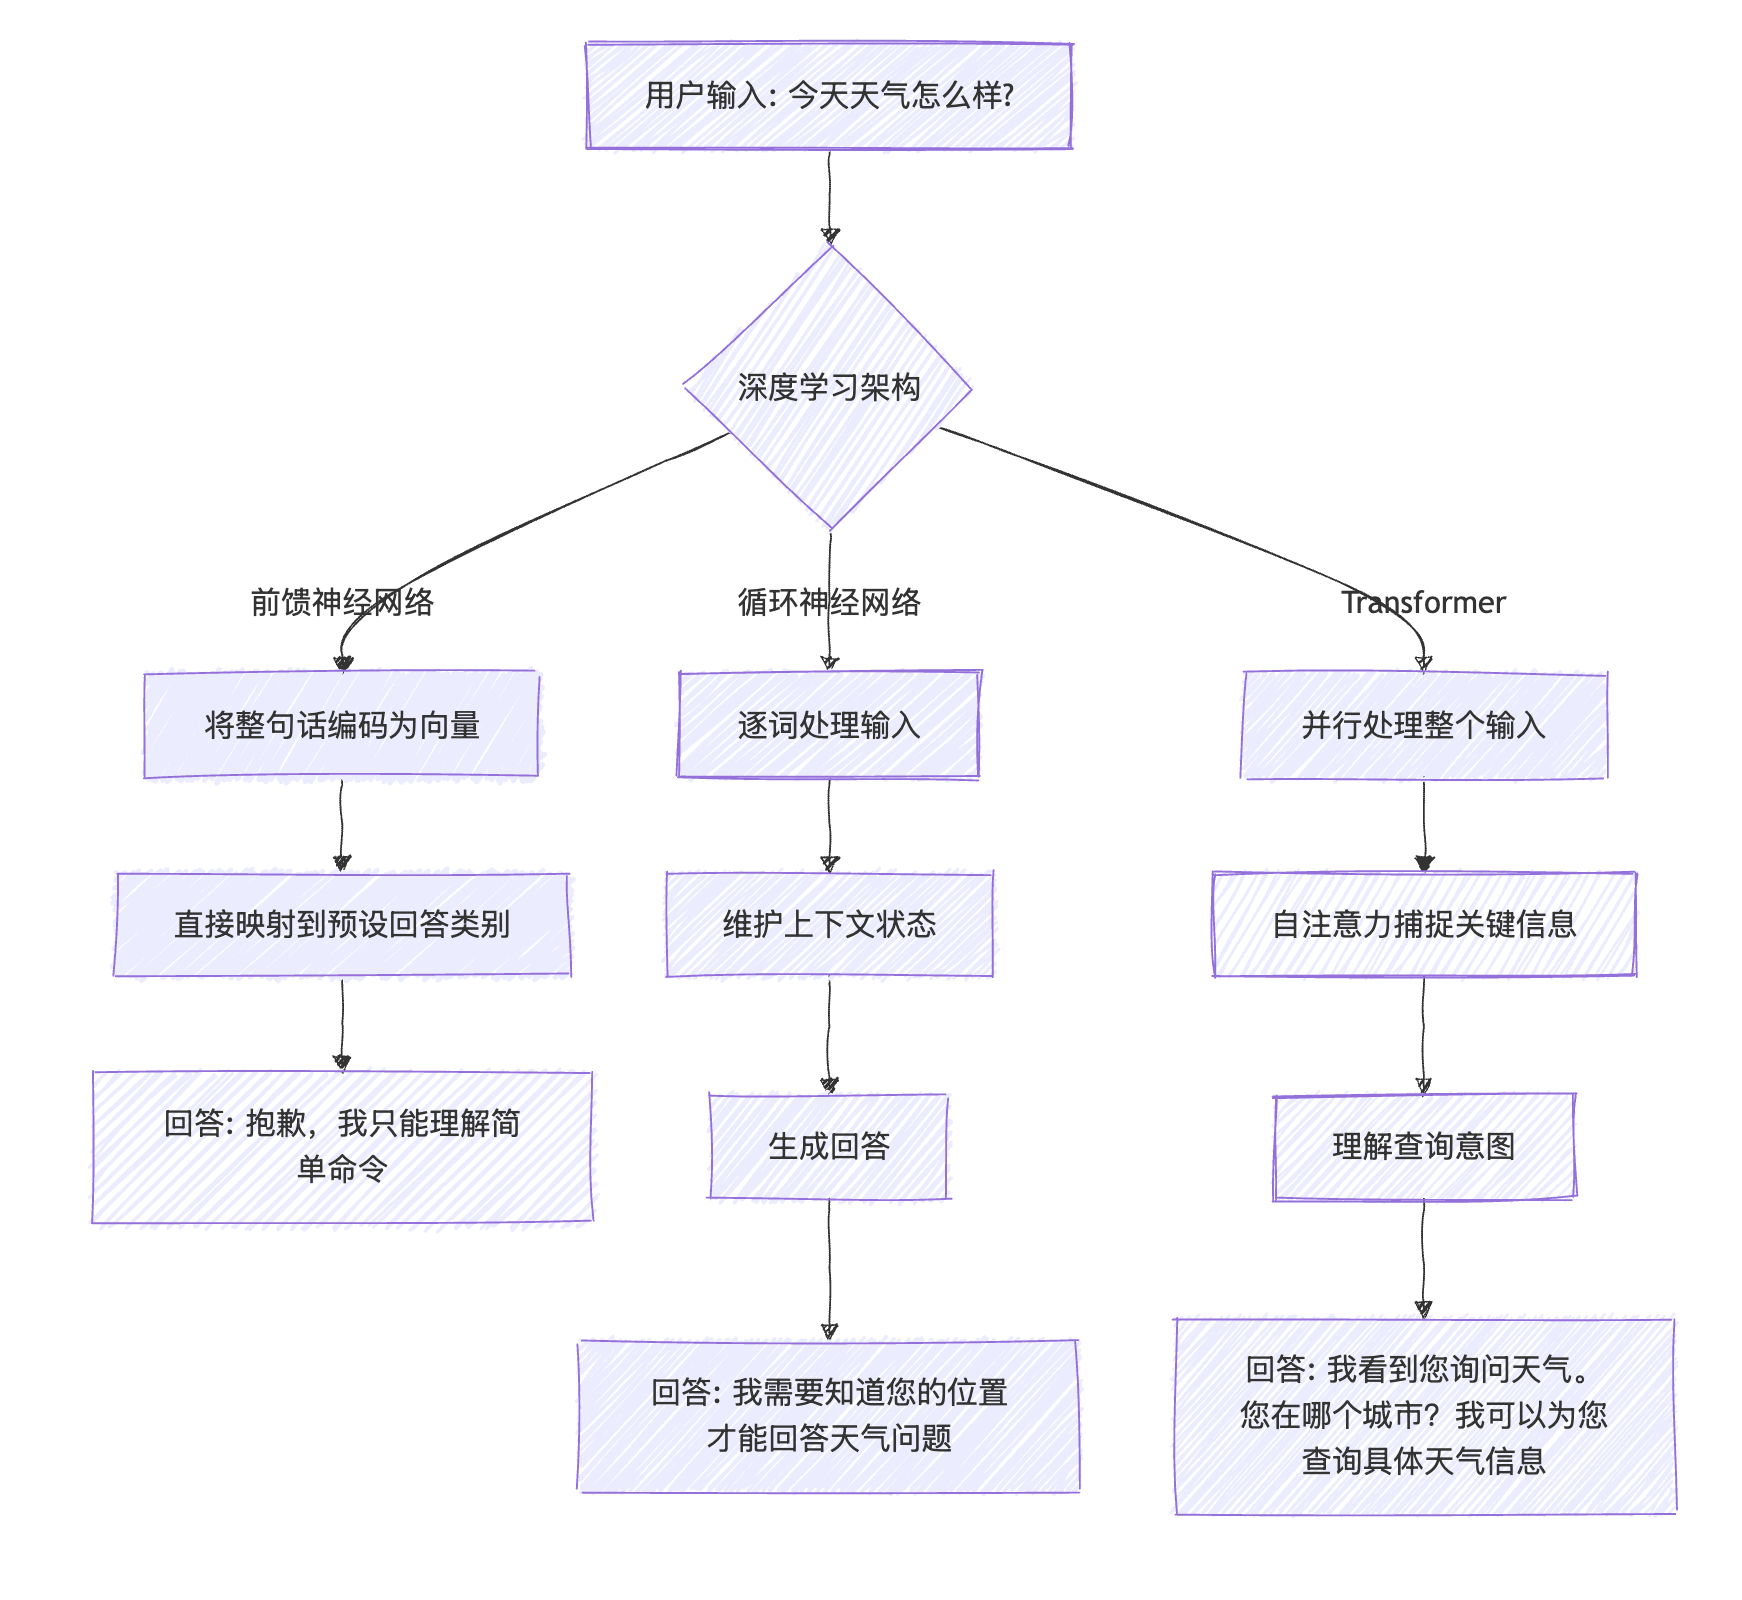 用户输入: 今天天气怎么样?
深度学习架构
前馈神经网络
循环神经网络
Transformer
将整句话编码为向量
逐词处理输入
并行处理整个输入
直接映射到预设回答类别
维护上下文状态
自注意力捕捉关键信息
回答: 抱歉，我只能理解简
单命令
生成回答
理解查询意图
回答: 我需要知道您的位置
才能回答天气问题
回答: 我看到您询问天气。
您在哪个城市？我可以为您
查询具体天气信息